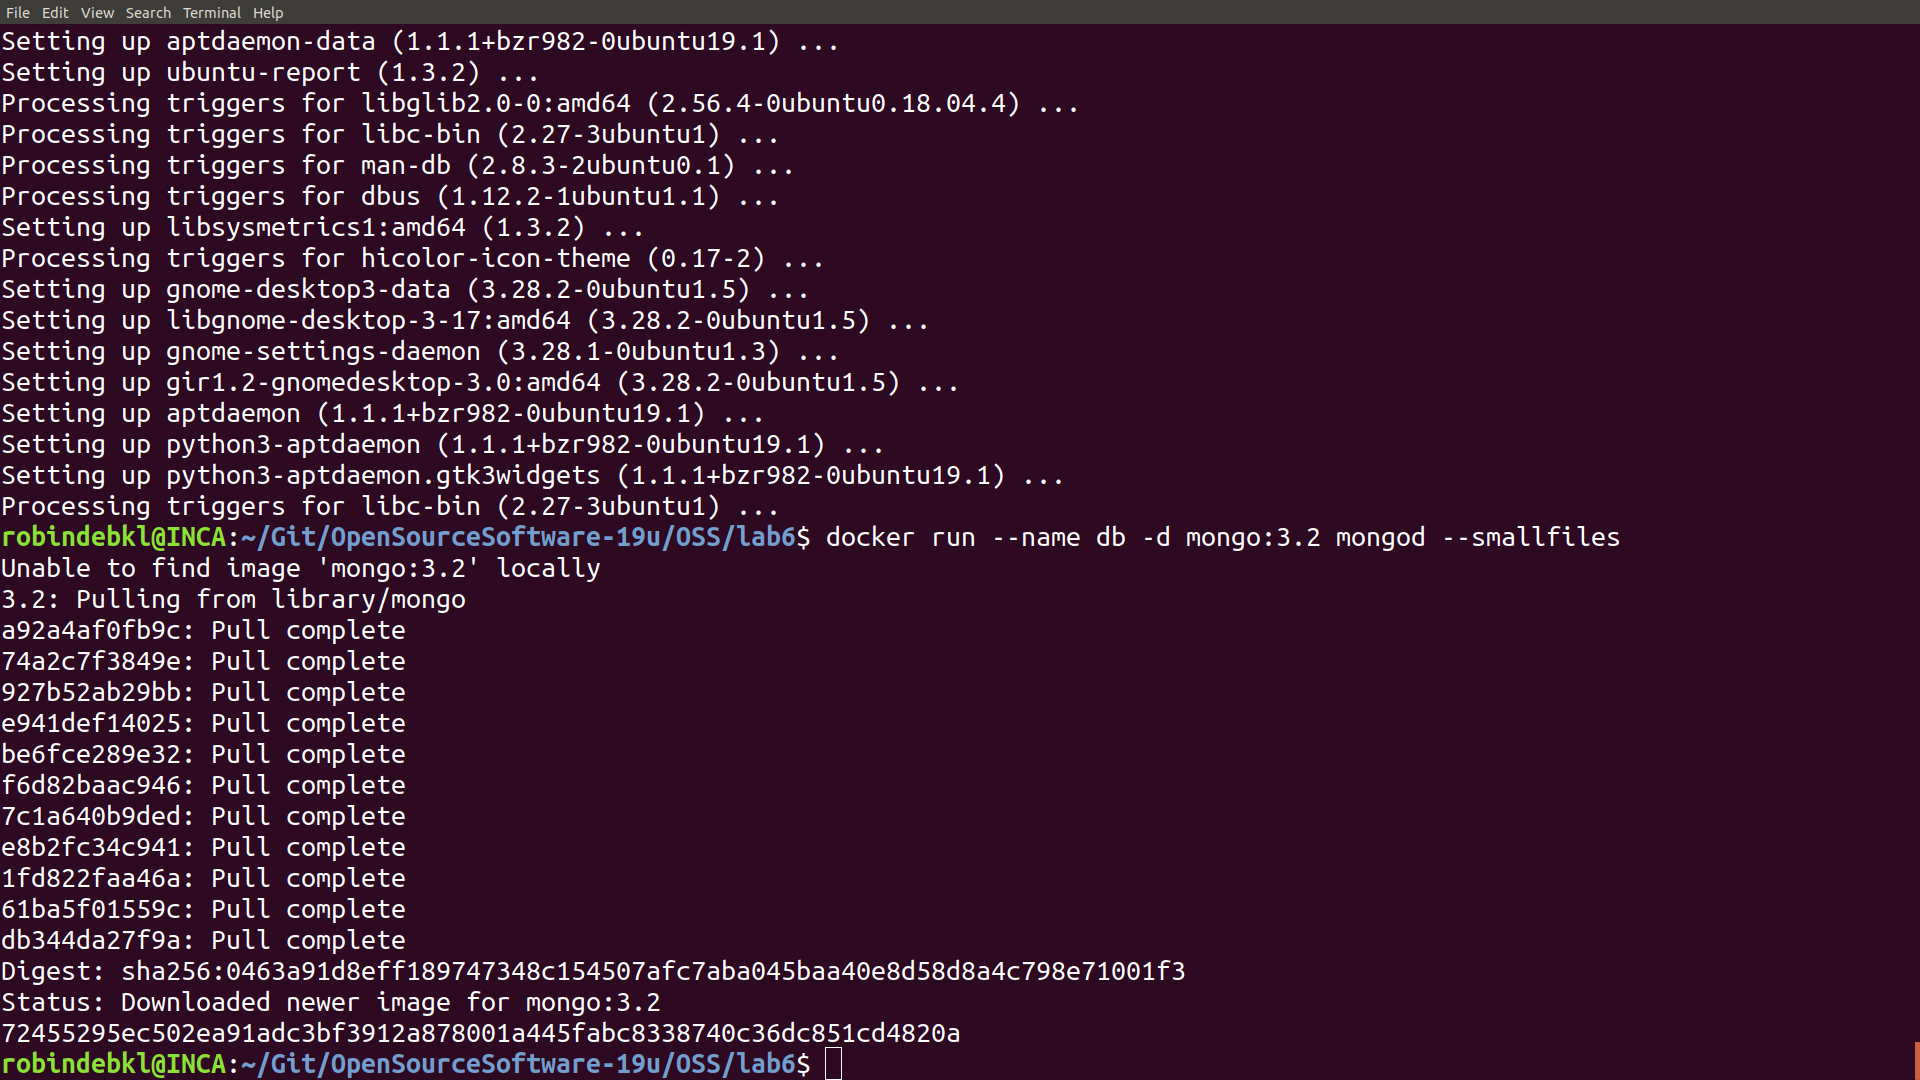 File Edit View Search Terminal Help
Setting up aptdaemon-data (1.1.1+bzr982-0ubuntu19.1) ...
Setting up ubuntu-report (1.3.2) ...
Processing triggers for libglib2.0-0:amd64 (2.56.4-0ubuntu0.18.04.4) ...
Processing triggers for libc-bin (2.27-3ubuntu1) ...
Processing triggers for man-db (2.8.3-2ubuntu0.1) ...
Processing triggers for dbus (1.12.2-1ubuntu1.1) ...
Setting up libsysmetrics1:amd64 (1.3.2) ...
Processing triggers for hicolor-icon-theme (0.17-2) ...
Setting up gnome-desktop3-data (3.28.2-0ubuntu1.5) ...
Setting up libgnome-desktop-3-17:amd64 (3.28.2-0ubuntu1.5) ...
Setting up gnome-settings-daemon (3.28.1-0ubuntu1.3) ...
Setting up gir1.2-gnomedesktop-3.0:amd64 (3.28.2-0ubuntu1.5) ...
Setting up aptdaemon (1.1.1+bzr982-0ubuntu19.1) ...
Setting up python3-aptdaemon (1.1.1+bzr982-0ubuntu19.1) ...
Setting up python3-aptdaemon.gtk3widgets (1.1.1+bzr982-0ubuntu19.1) ...
Processing triggers for libc-bin (2.27-3ubuntu1) ...
robindebkl@INCA:~/Git/OpenSourceSoftware-19u/OSS/lab6$ docker run --name db -d mongo:3.2 mongod --smallfiles
Unable to find image 'mongo:3.2' locally
3.2: Pulling from library/mongo
a92a4af0fb9c: Pull complete
74a2c7f3849e: Pull complete
927b52ab29bb: Pull complete
e941def14025: Pull complete
be6fce289e32: Pull complete
f6d82baac946: Pull complete
7c1a640b9ded: Pull complete
e8b2fc34c941: Pull complete
1fd822faa46a: Pull complete
61ba5f01559c: Pull complete
db344da27f9a: Pull complete
Digest: sha256:0463a91d8eff189747348c154507afc7aba045baa40e8d58d8a4c798e71001f3
Status: Downloaded newer image for mongo:3.2
72455295ec502ea91adc3bf3912a878001a445fabc8338740c36dc851cd4820a
robindebkl@INCA:~/Git/OpenSourceSoftware-19u/OSS/lab6$